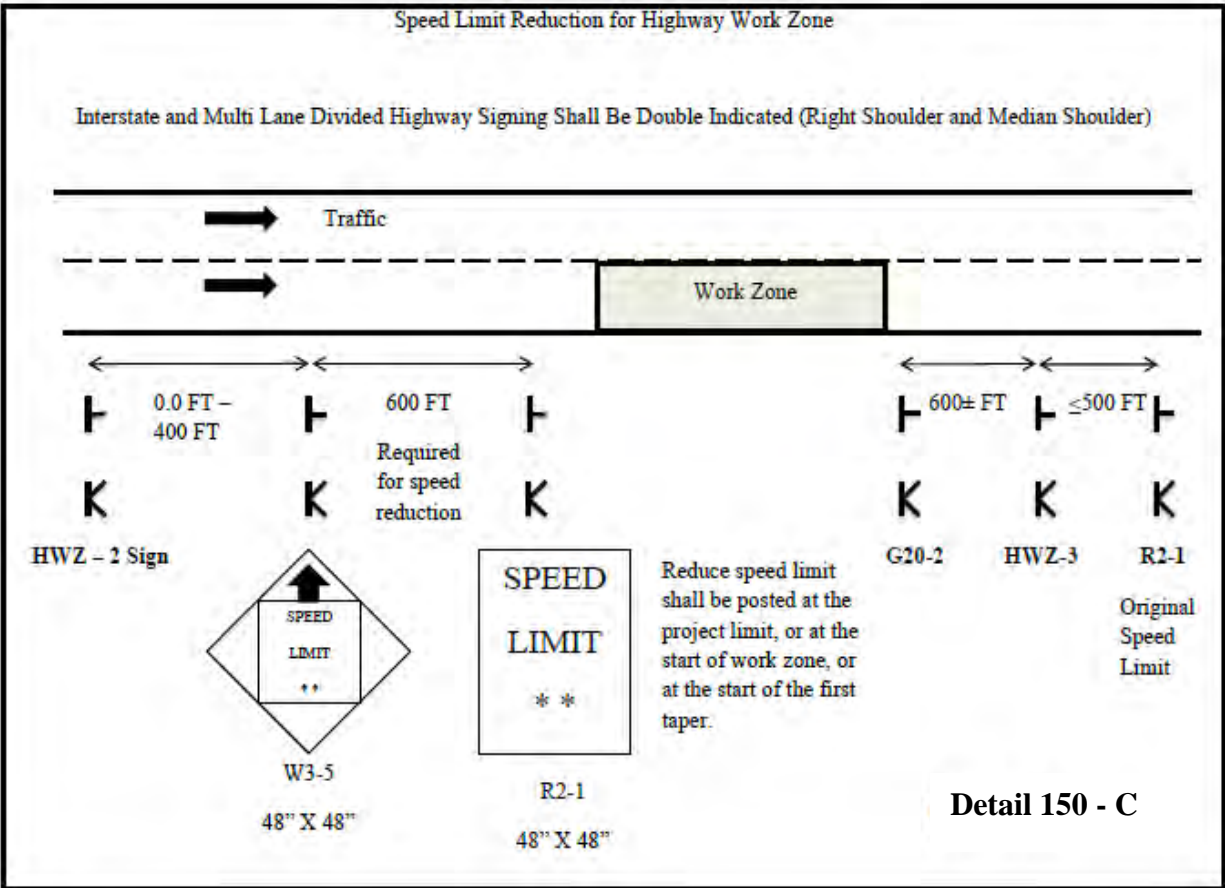 Speed Limit Reduction for Highway Work Zone
Interstate and Multi Lane Divided Highway Signing Shall Be Double Indicated (Right Shoulder and Median Shoulder)
Traffic
Work Zone
0.0 FT –
400 FT
600 FT
Required
for speed
reduction
600± FT
≤500 FT
HWZ – 2 Sign
SPEED
LIMIT
* *
W3-5
48” X 48”
SPEED
LIMIT
* *
R2-1
48” X 48”
Reduce speed limit
shall be posted at the
project limit, or at the
start of work zone, or
at the start of the first
taper.
G20-2
HWZ-3
R2-1
Original
Speed
Limit
Detail 150 - C